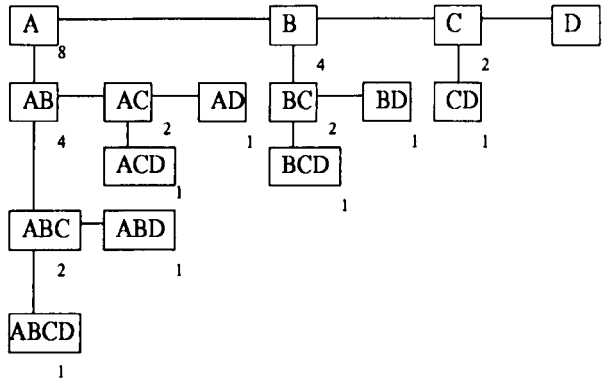 A B C D
8 4 2
AB AC AD BC BD CD
4 2 1 2 1 1
ACD BCD
1 1
ABC ABD
2 1
ABCD
1